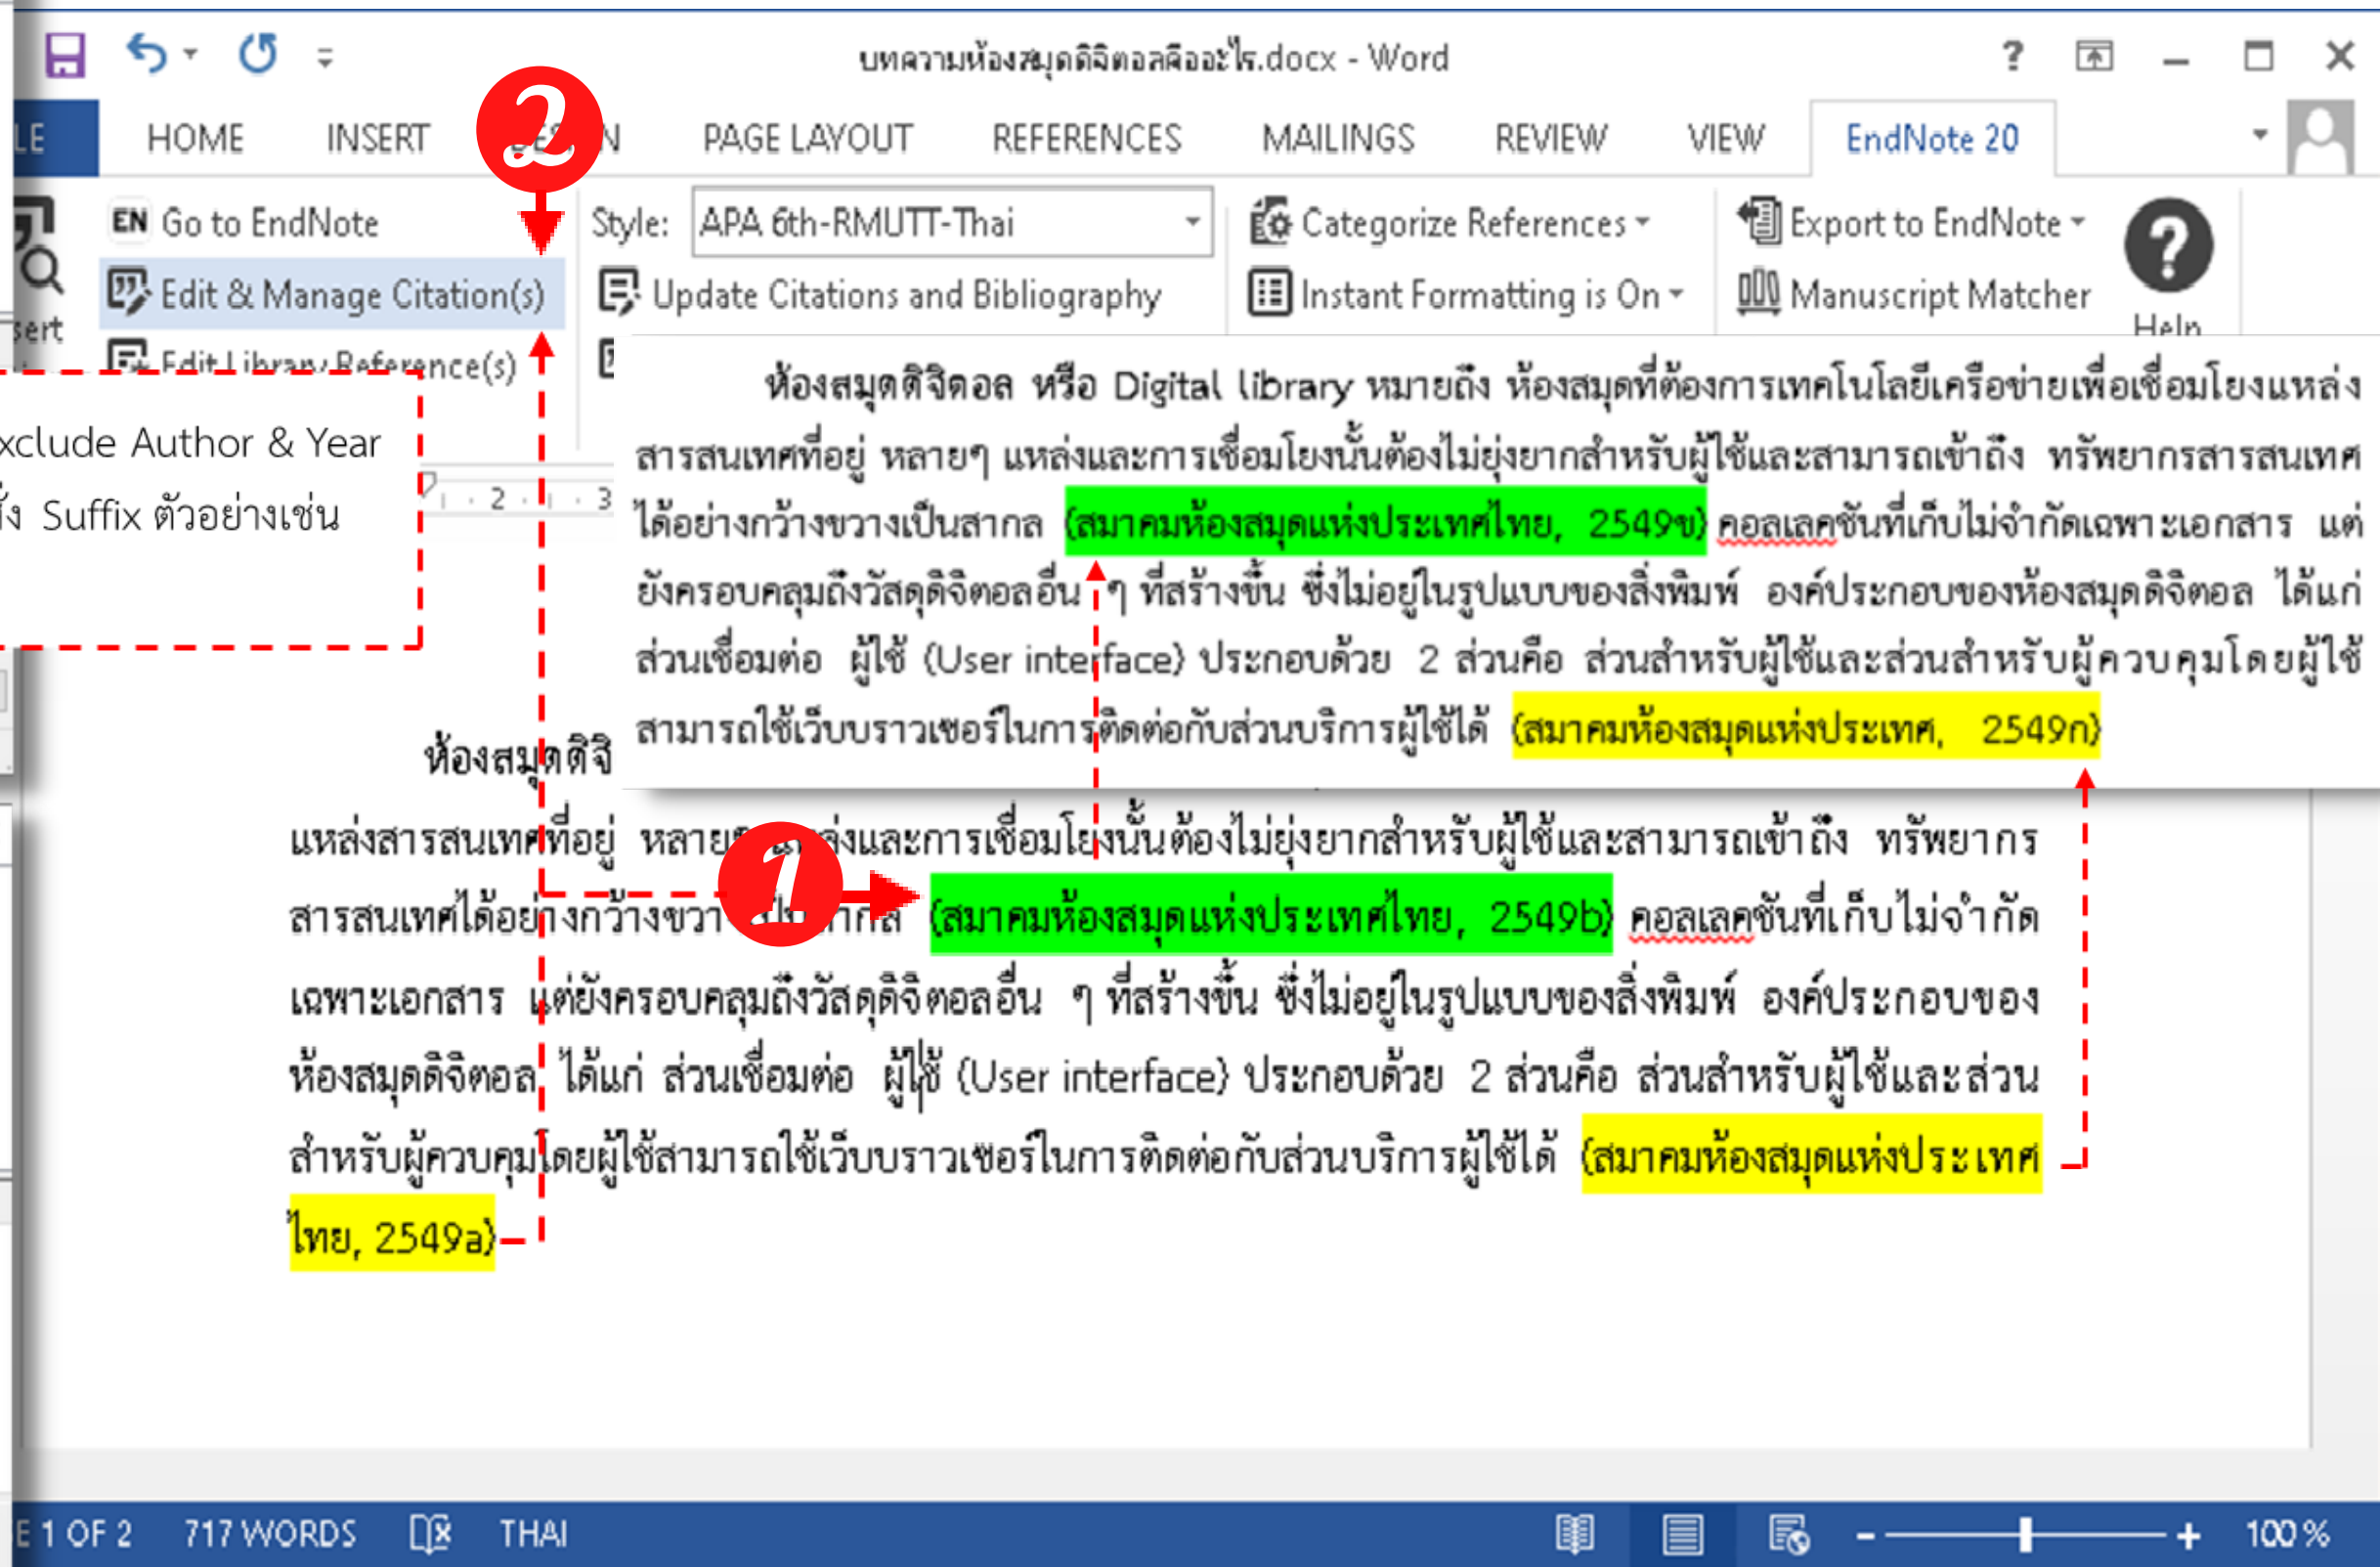 บทความห้องสมุดดิจิตอลคืออะไร.docx - Word
2
HOME INSERT PAGE LAYOUT REFERENCES MAILINGS REVIEW VIEW EndNote 20
EN Go to EndNote
Style: APA 6th-RMUTT-Thai
Categorize References
Export to EndNote
Edit & Manage Citation(s)
Update Citations and Bibliography
Instant Formatting is On
Manuscript Matcher
Help
Edit Library Reference(s)
xclude Author & Year
Suffix ตัวอย่างเช่น
2 3
ห้องสมุดดิจิตอล หรือ Digital library หมายถึง ห้องสมุดที่ต้องการเทคโนโลยีเครือข่ายเพื่อเชื่อมโยงแหล่ง
สารสนเทศที่อยู่ หลายๆ แหล่งและการเชื่อมโยงนั้นต้องไม่ยุ่งยากสำหรับผู้ใช้และสามารถเข้าถึง ทรัพยากรสารสนเทศ
ได้อย่างกว้างขวางเป็นสากล (สมาคมห้องสมุดแห่งประเทศไทย, 2549ข) คอลเลคชันที่เก็บไม่จำกัดเฉพาะเอกสาร แต่
ยังครอบคลุมถึงวัสดุดิจิตอลอื่น ๆ ที่สร้างขึ้น ซึ่งไม่อยู่ในรูปแบบของสิ่งพิมพ์ องค์ประกอบของห้องสมุดดิจิตอล ได้แก่
ส่วนเชื่อมต่อ ผู้ใช้ (User interface) ประกอบด้วย 2 ส่วนคือ ส่วนสำหรับผู้ใช้และส่วนสำหรับผู้ควบคุมโดยผู้ใช้
สามารถใช้เว็บบราวเซอร์ในการติดต่อกับส่วนบริการผู้ใช้ได้ (สมาคมห้องสมุดแห่งประเทศ, 2549ก)
ห้องสมุดดิจิ
แหล่งสารสนเทศที่อยู่ หลายๆ แหล่งและการเชื่อมโยงนั้นต้องไม่ยุ่งยากสำหรับผู้ใช้และสามารถเข้าถึง ทรัพยากร
1
สารสนเทศได้อย่างกว้างขวางเป็นสากล (สมาคมห้องสมุดแห่งประเทศไทย, 2549b) คอลเลคชันที่เก็บไม่จำกัด
เฉพาะเอกสาร แต่ยังครอบคลุมถึงวัสดุดิจิตอลอื่น ๆ ที่สร้างขึ้น ซึ่งไม่อยู่ในรูปแบบของสิ่งพิมพ์ องค์ประกอบของ
ห้องสมุดดิจิตอล ได้แก่ ส่วนเชื่อมต่อ ผู้ใช้ (User interface) ประกอบด้วย 2 ส่วนคือ ส่วนสำหรับผู้ใช้และส่วน
สำหรับผู้ควบคุมโดยผู้ใช้สามารถใช้เว็บบราวเซอร์ในการติดต่อกับส่วนบริการผู้ใช้ได้ (สมาคมห้องสมุดแห่งประเทศ
ไทย, 2549a)
E 1 OF 2 717 WORDS THAI 100 %